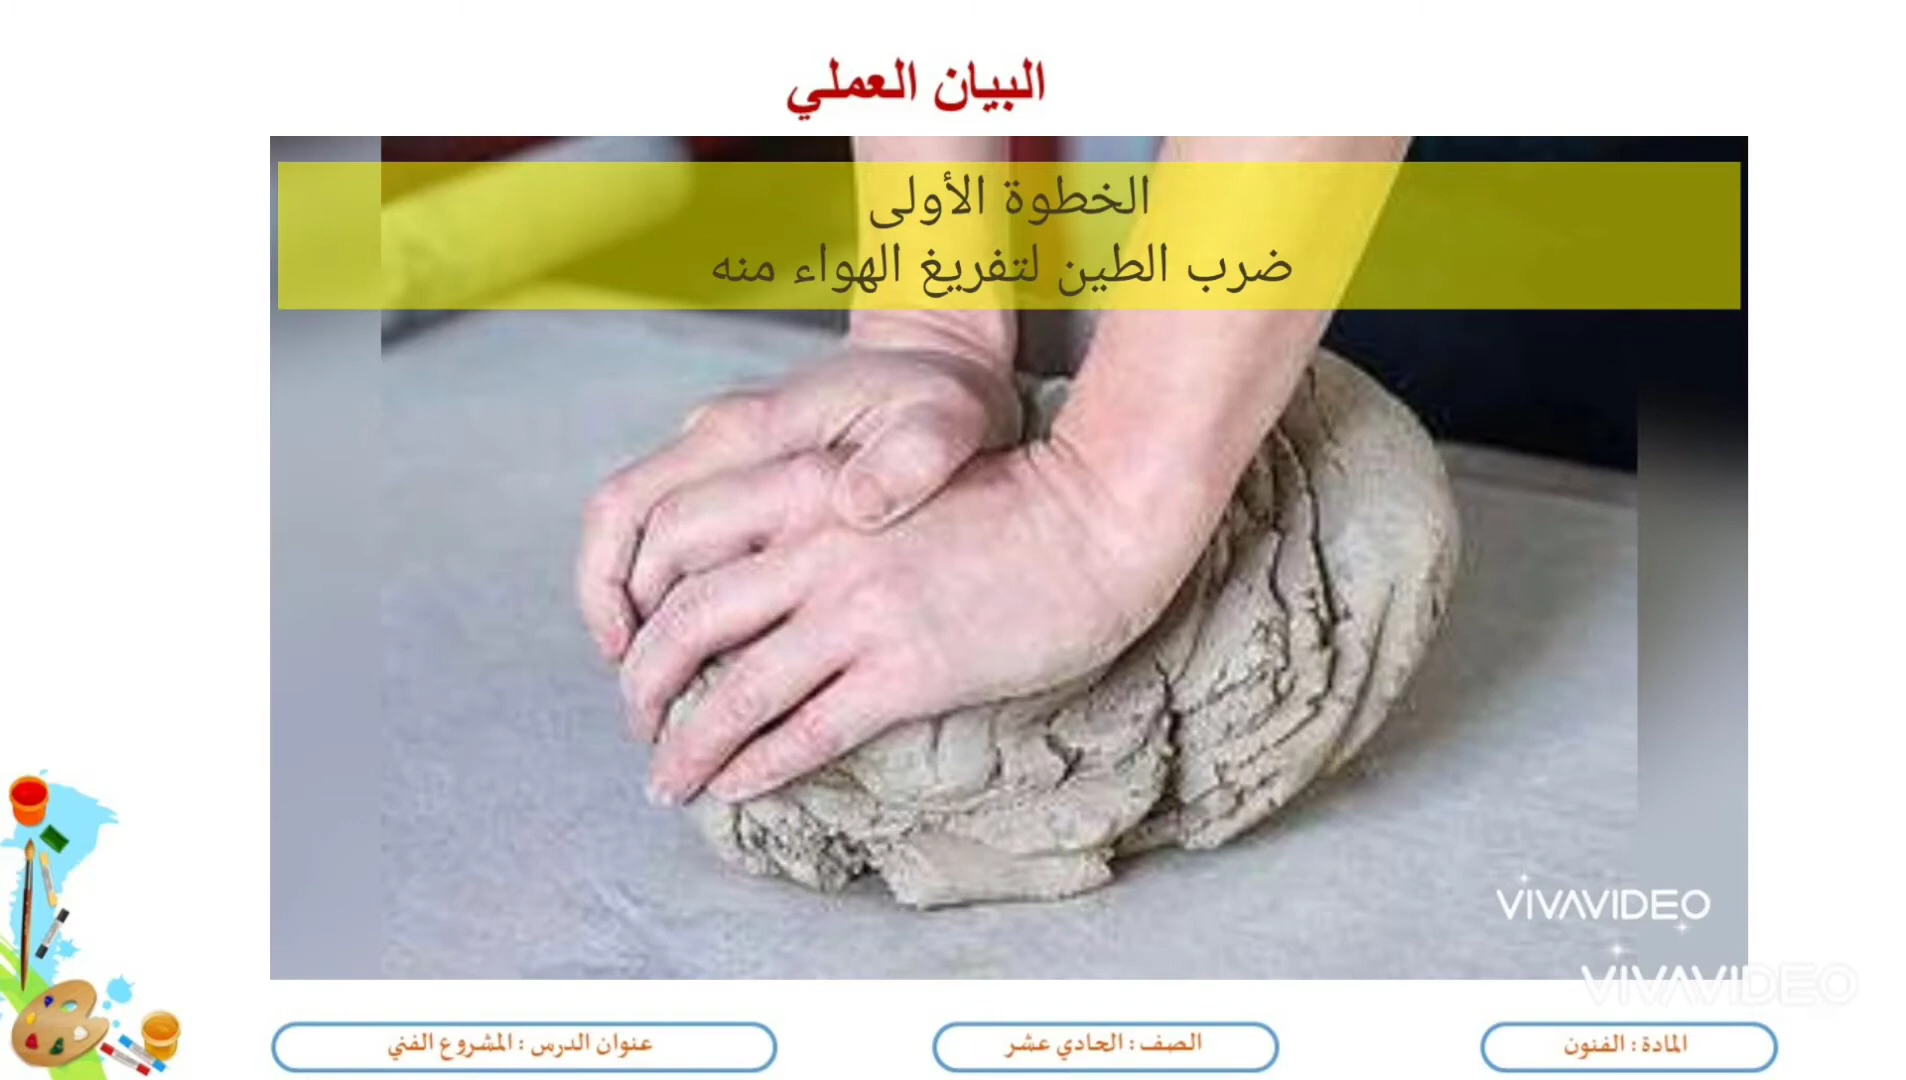 البيان العملي
الخطوة الأولى
ضرب الطين لتفريغ الهواء منه
VIVAVIDEO
VIVAVIDEO
المادة : الفنون
الصف : الحادي عشر
عنوان الدرس : المشروع الفني